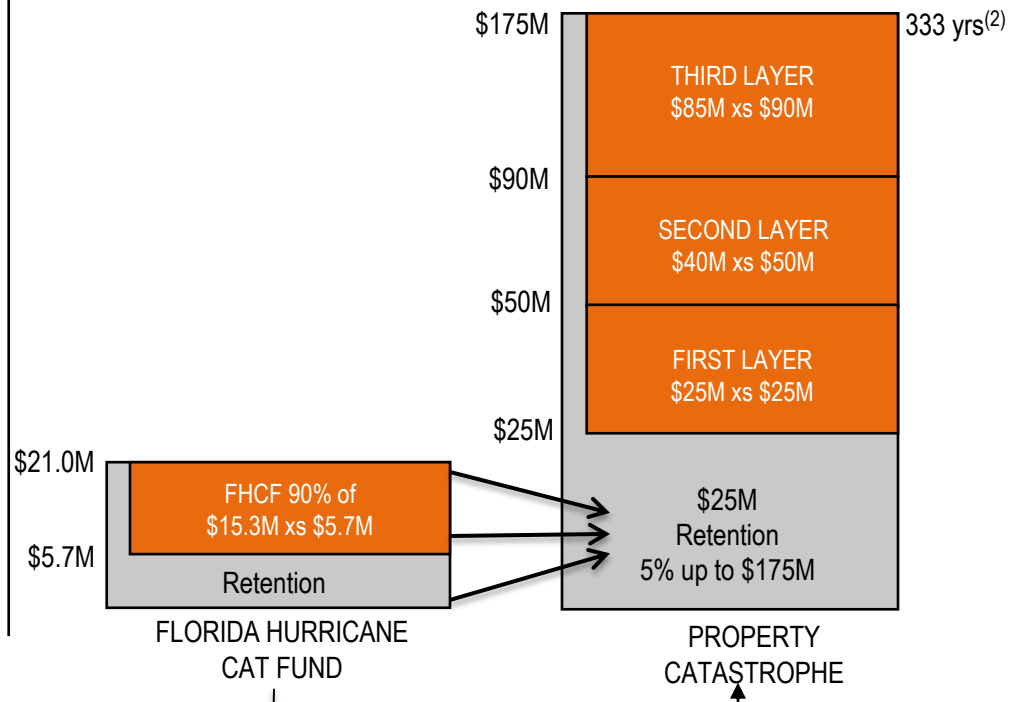 $175M
333 yrs(2)
THIRD LAYER
$85M xs $90M
$90M
SECOND LAYER
$40M xs $50M
$50M
FIRST LAYER
$25M xs $25M
$25M
$21.0M
FHCF 90% of
$15.3M xs $5.7M
$5.7M
Retention
$25M
Retention
5% up to $175M
FLORIDA HURRICANE
CAT FUND
PROPERTY
CATASTROPHE